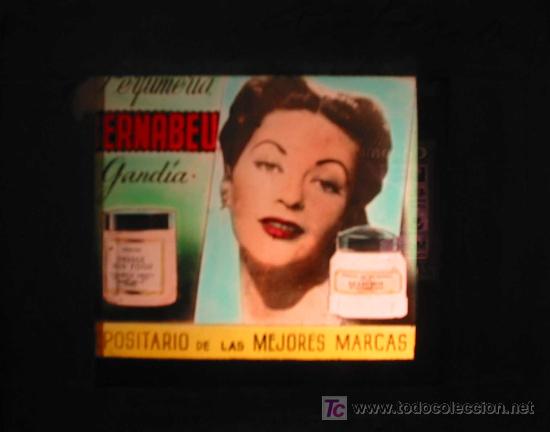 Perfumería
ERNABEU
Gandía.
POSITARIO DE LAS MEJORES MARCAS
TC www.todocoleccion.net